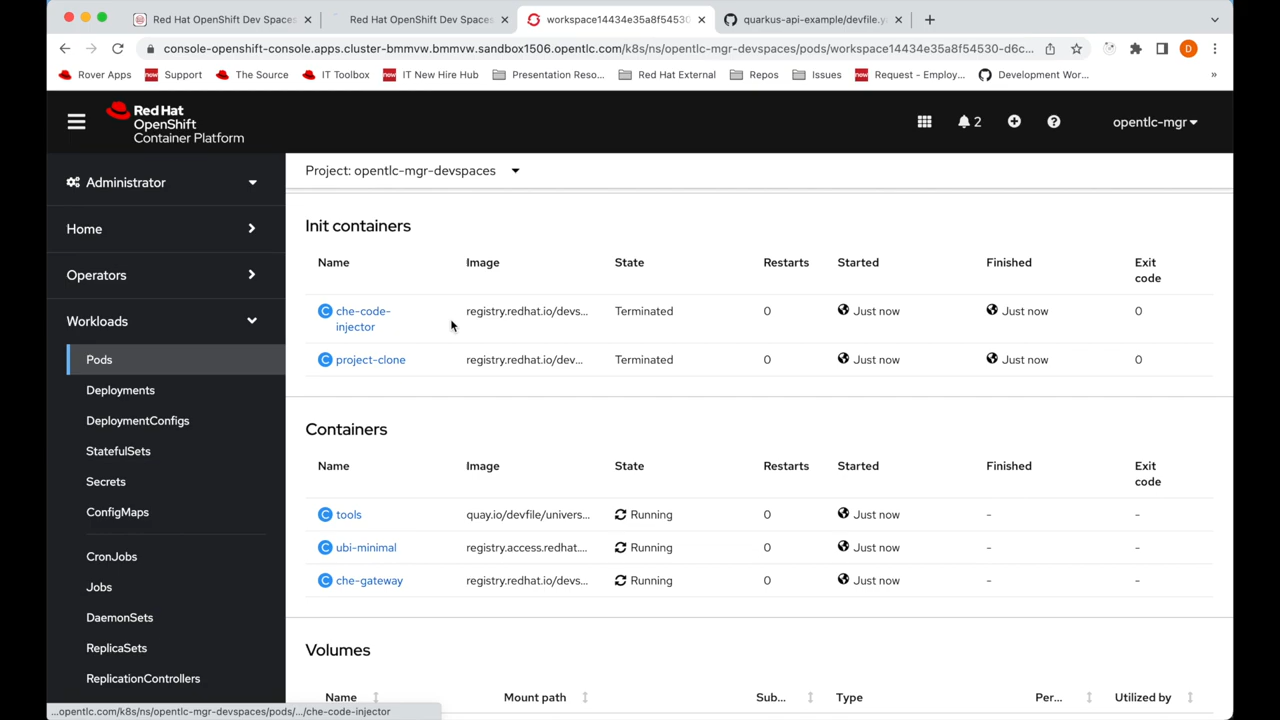 Red Hat OpenShift Dev Spaces
Red Hat OpenShift Dev Spaces
workspace14434e35a8f54530
quarkus-api-example/devfile.y
console-openshift-console.apps.cluster-bmmvw.bmmvw.sandbox1506.opentlc.com/k8s/ns/opentlc-mgr-devspaces/pods/workspace14434e35a8f54530-d6c...
D
Rover Apps
new Support
The Source
IT Toolbox
new IT New Hire Hub
Presentation Reso...
Red Hat External
Repos
Issues
new Request - Employ...
Development Wor...
»
Red Hat
OpenShift
Container Platform
2
opentlc-mgr
Administrator
Home
Operators
Workloads
Pods
Deployments
DeploymentConfigs
StatefulSets
Secrets
ConfigMaps
CronJobs
Jobs
DaemonSets
ReplicaSets
ReplicationControllers
Project: opentlc-mgr-devspaces
Init containers
Name Image State Restarts Started Finished Exit
code
C che-code- registry.redhat.io/devs... Terminated 0 Just now Just now 0
injector
C project-clone registry.redhat.io/dev... Terminated 0 Just now Just now 0
Containers
Name Image State Restarts Started Finished Exit
code
C tools quay.io/devfile/univers... Running 0 Just now - -
C ubi-minimal registry.access.redhat.... Running 0 Just now - -
C che-gateway registry.redhat.io/devs... Running 0 Just now - -
Volumes
Name Mount path Sub... Type Per... Utilized by
...opentlc.com/k8s/ns/opentlc-mgr-devspaces/pods/.../che-code-injector